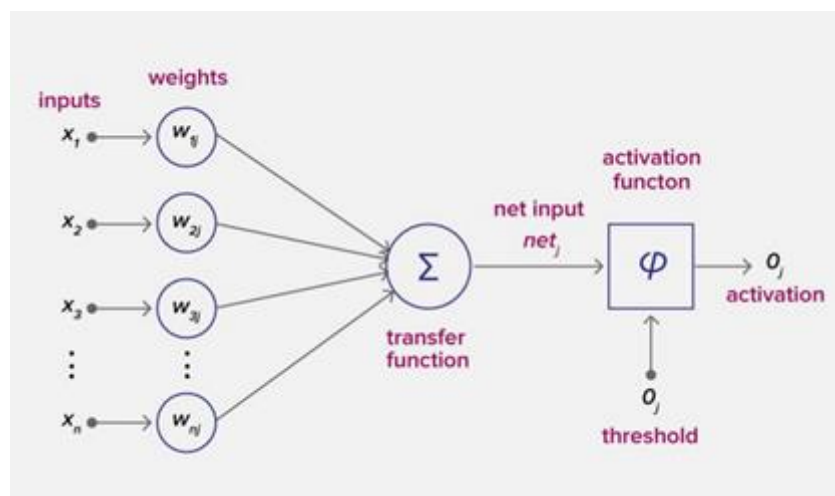 weights
inputs
x₁
w₁ⱼ
activation
functon
x₂
w₂ⱼ
net input
netⱼ
Σ
φ
oⱼ
activation
x₃
w₃ⱼ
transfer
function
⋮
⋮
oⱼ
xₙ
wₙⱼ
threshold